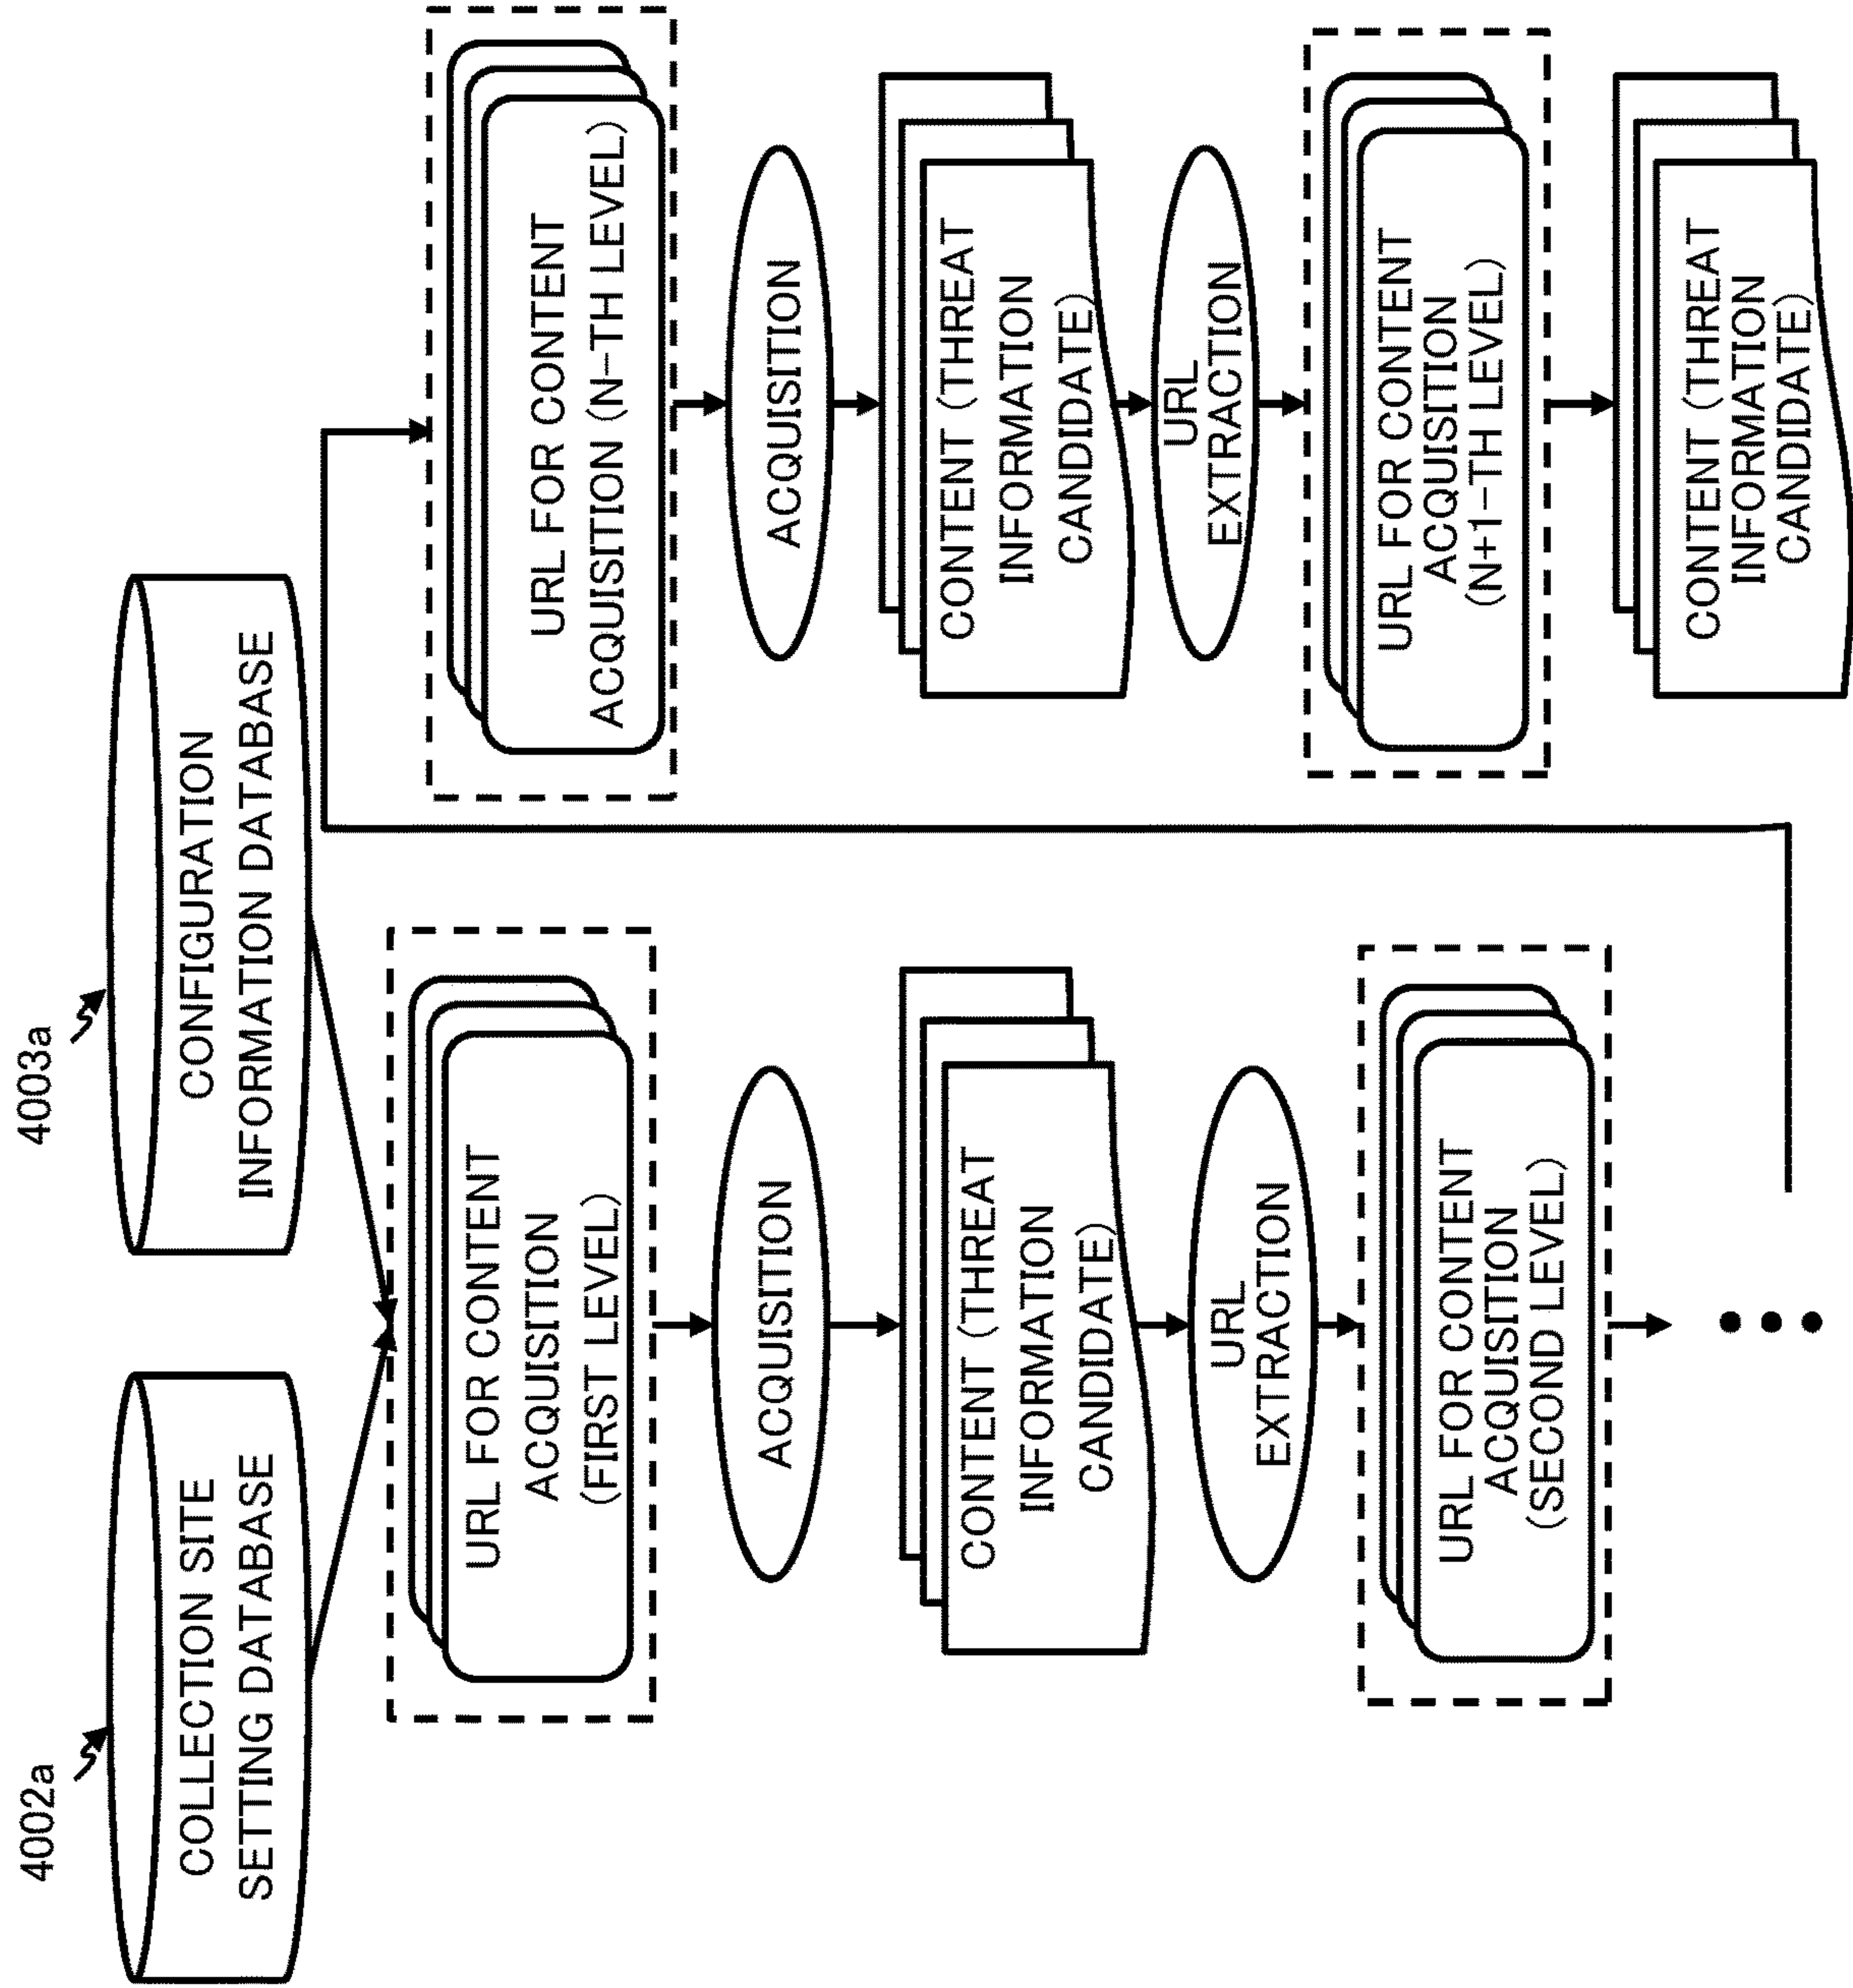 4002a
COLLECTION SITE
SETTING DATABASE
4003a
CONFIGURATION
INFORMATION DATABASE
URL FOR CONTENT
ACQUISITION
(FIRST LEVEL)
ACQUISITION
CONTENT (THREAT
INFORMATION
CANDIDATE)
URL
EXTRACTION
URL FOR CONTENT
ACQUISITION
(SECOND LEVEL)
URL FOR CONTENT
ACQUISITION (N-TH LEVEL)
ACQUISITION
CONTENT (THREAT
INFORMATION
CANDIDATE)
URL
EXTRACTION
URL FOR CONTENT
ACQUISITION
(N+1-TH LEVEL)
CONTENT (THREAT
INFORMATION
CANDIDATE)